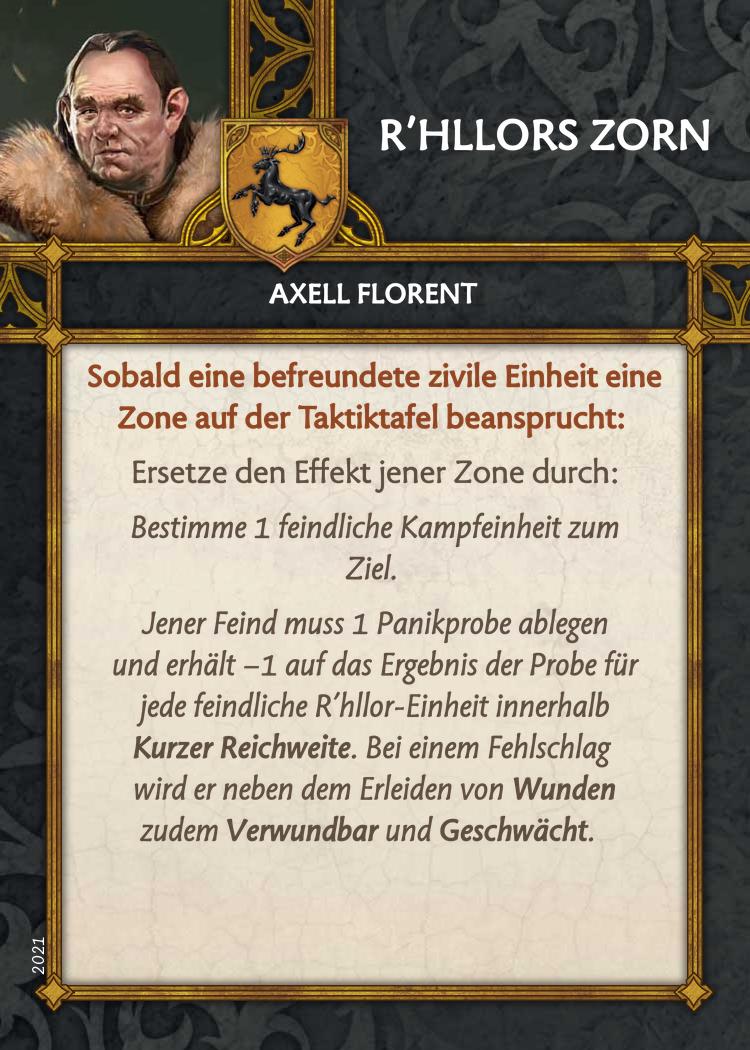 R'HLLORS ZORN
AXELL FLORENT
Sobald eine befreundete zivile Einheit eine
Zone auf der Taktiktafel beansprucht:
Ersetze den Effekt jener Zone durch:
Bestimme 1 feindliche Kampfeinheit zum
Ziel.
Jener Feind muss 1 Panikprobe ablegen
und erhält –1 auf das Ergebnis der Probe für
jede feindliche R'hllor-Einheit innerhalb
Kurzer Reichweite. Bei einem Fehlschlag
wird er neben dem Erleiden von Wunden
zudem Verwundbar und Geschwächt.
2021